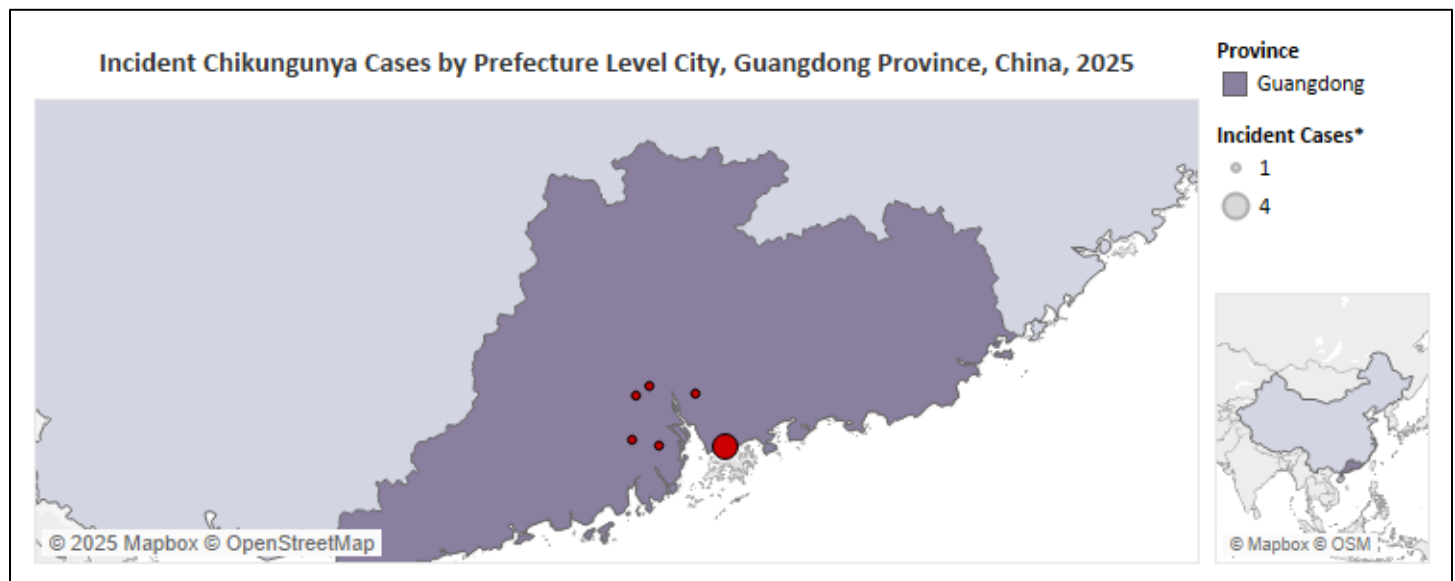 Incident Chikungunya Cases by Prefecture Level City, Guangdong Province, China, 2025
Province
Guangdong
Incident Cases*
1
4
© 2025 Mapbox © OpenStreetMap
© Mapbox © OSM